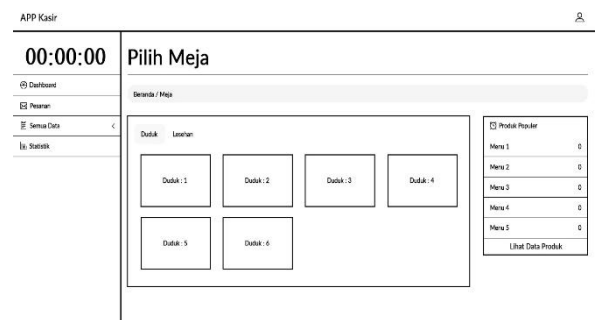 APP Kasir
00:00:00
Dashboard
Pesanan
Semua Data
Statistik
Pilih Meja
Beranda / Meja
Duduk Lesehan
Duduk : 1 Duduk : 2 Duduk : 3 Duduk : 4
Duduk : 5 Duduk : 6
Produk Populer
Menu 1 0
Menu 2 0
Menu 3 0
Menu 4 0
Menu 5 0
Lihat Data Produk